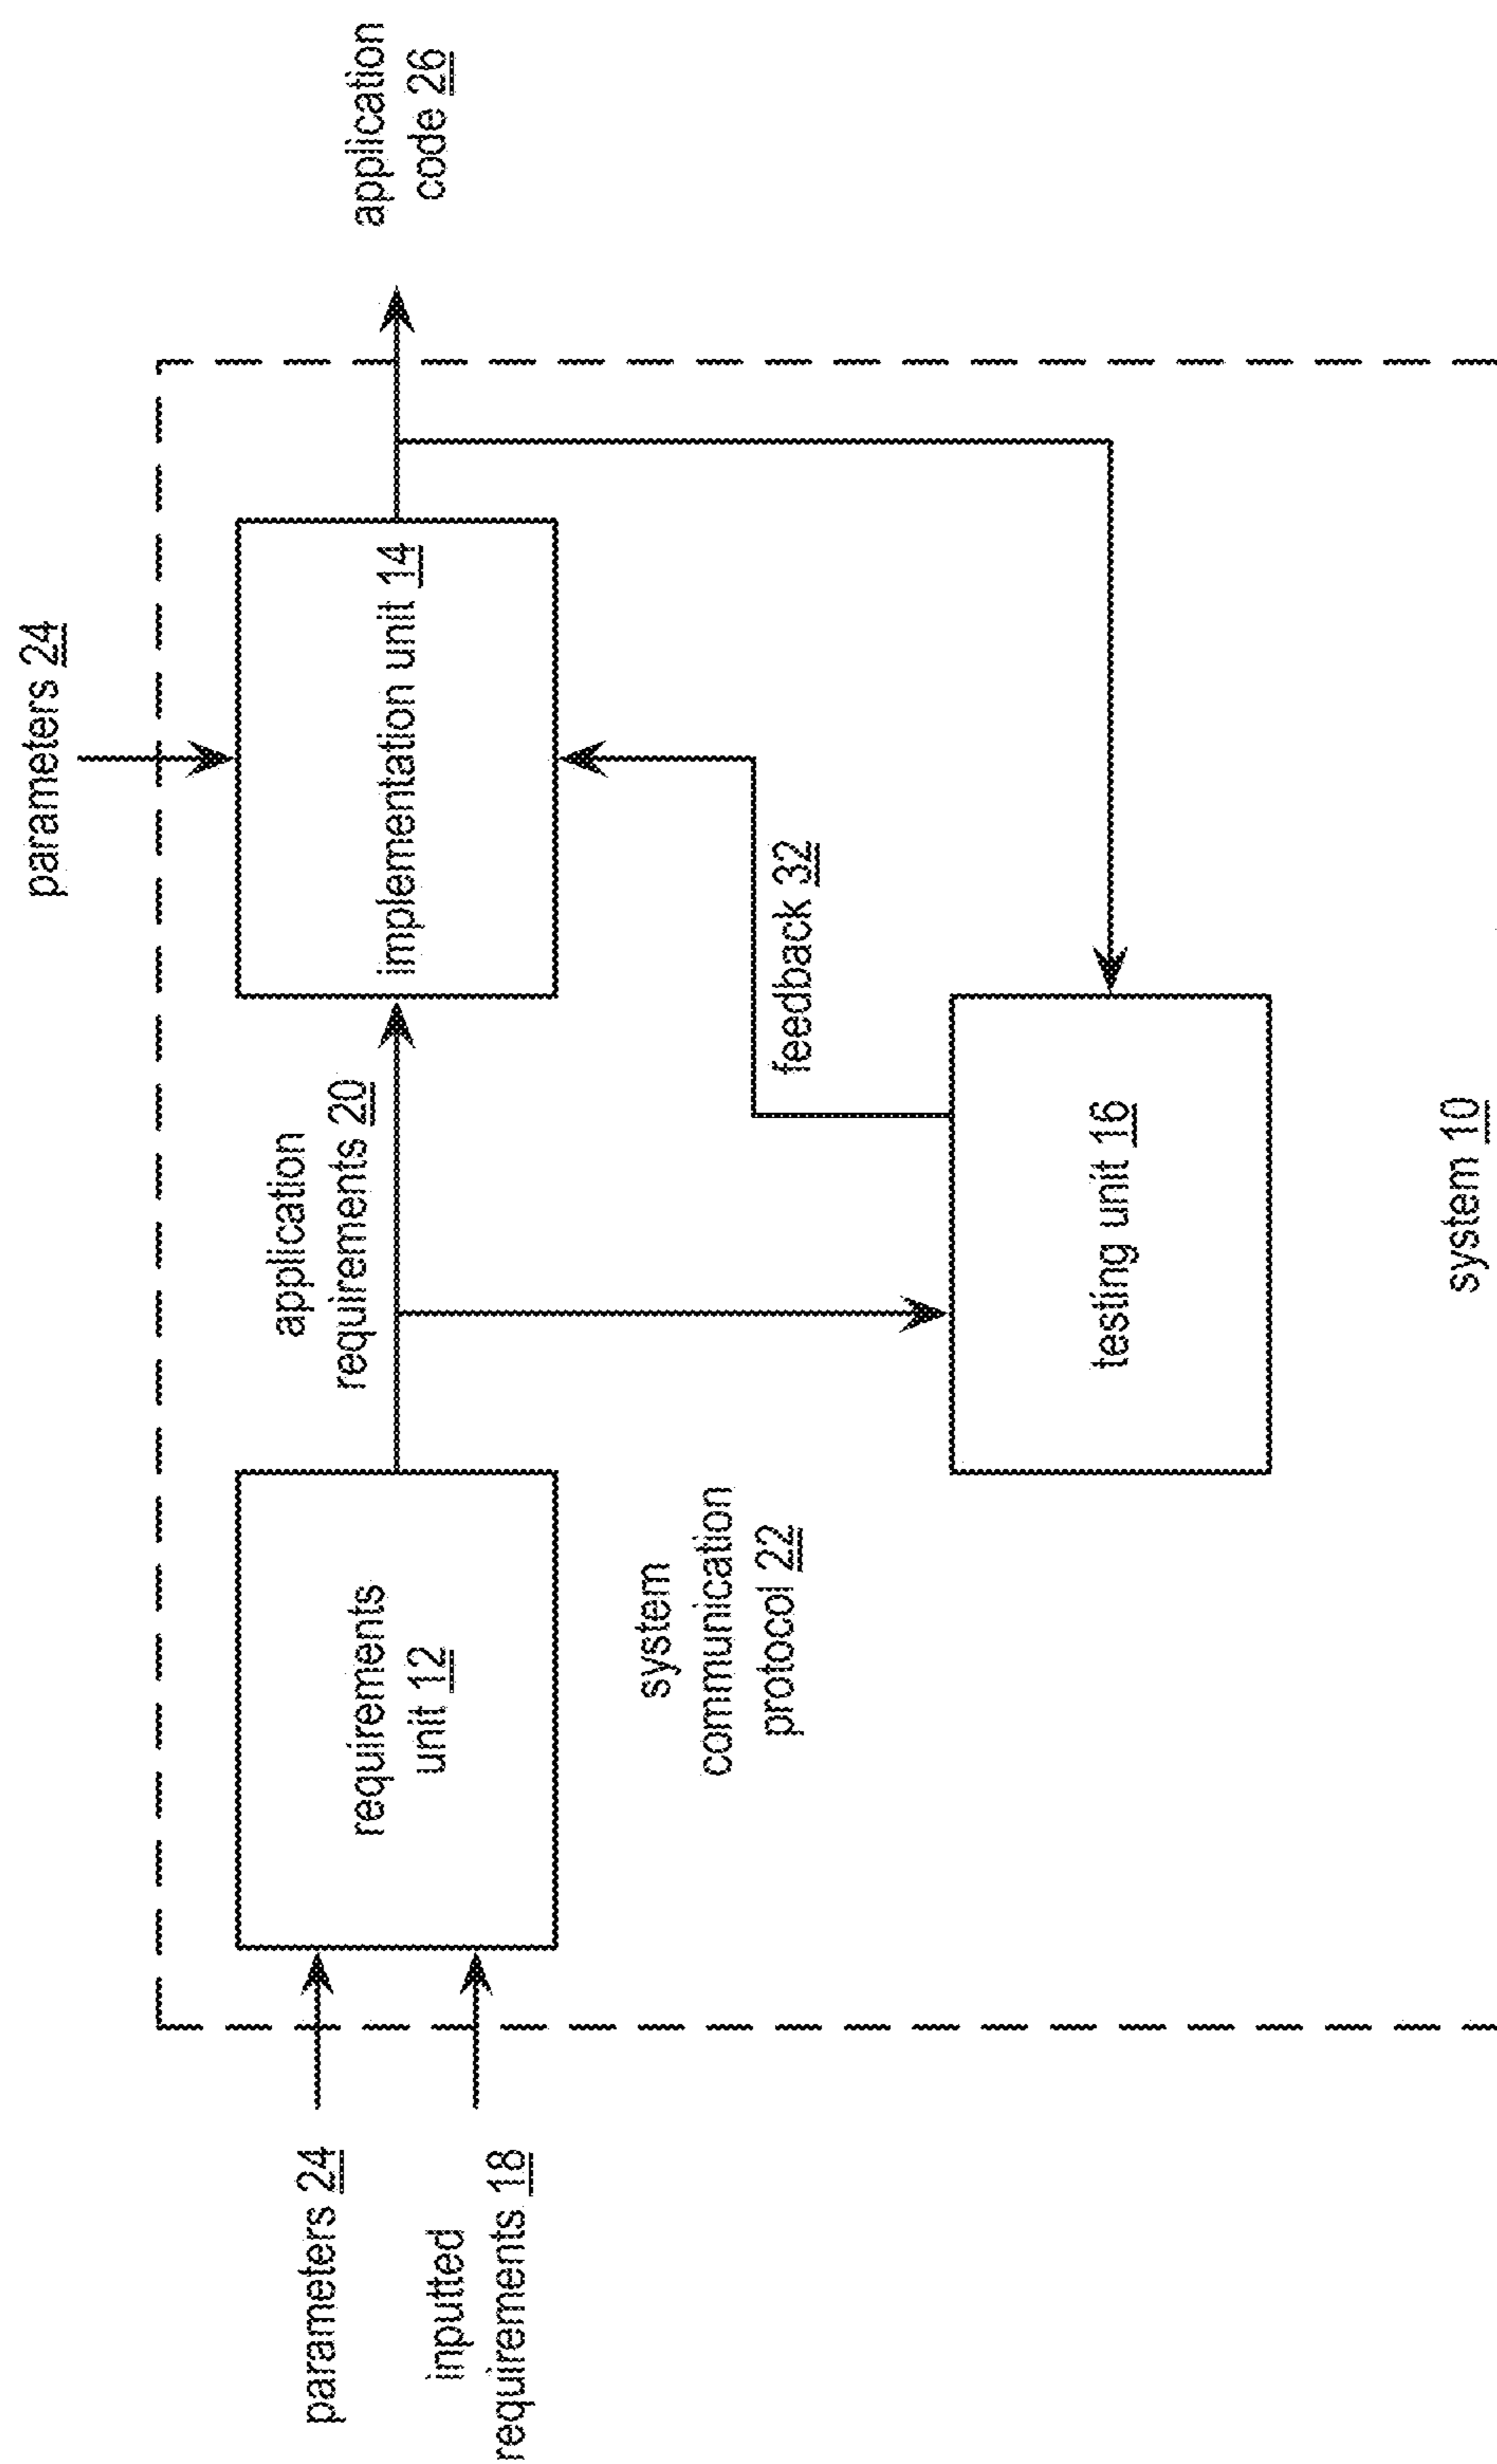 parameters 24
application
code 26
application
requirements 20
implementation unit 14
parameters 24
inputted
requirements 18
requirements
unit 12
system
communication
protocol 22
feedback 32
testing unit 16
system 10